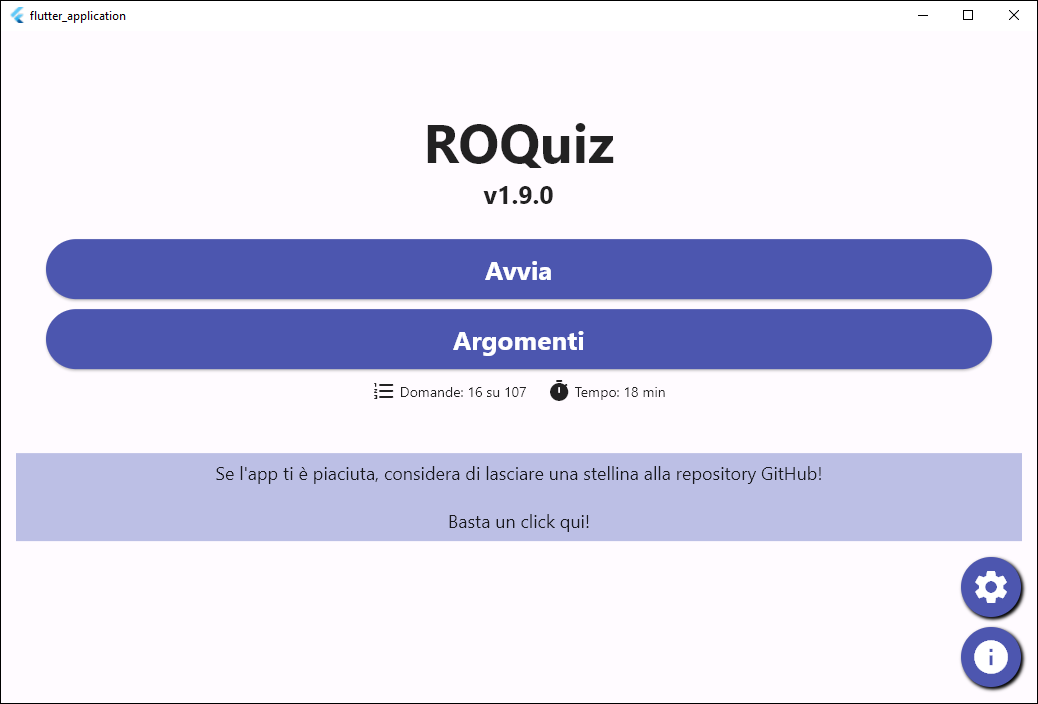 flutter_application
ROQuiz
v1.9.0
Avvia
Argomenti
Domande: 16 su 107 Tempo: 18 min
Se l'app ti è piaciuta, considera di lasciare una stellina alla repository GitHub!
Basta un click qui!